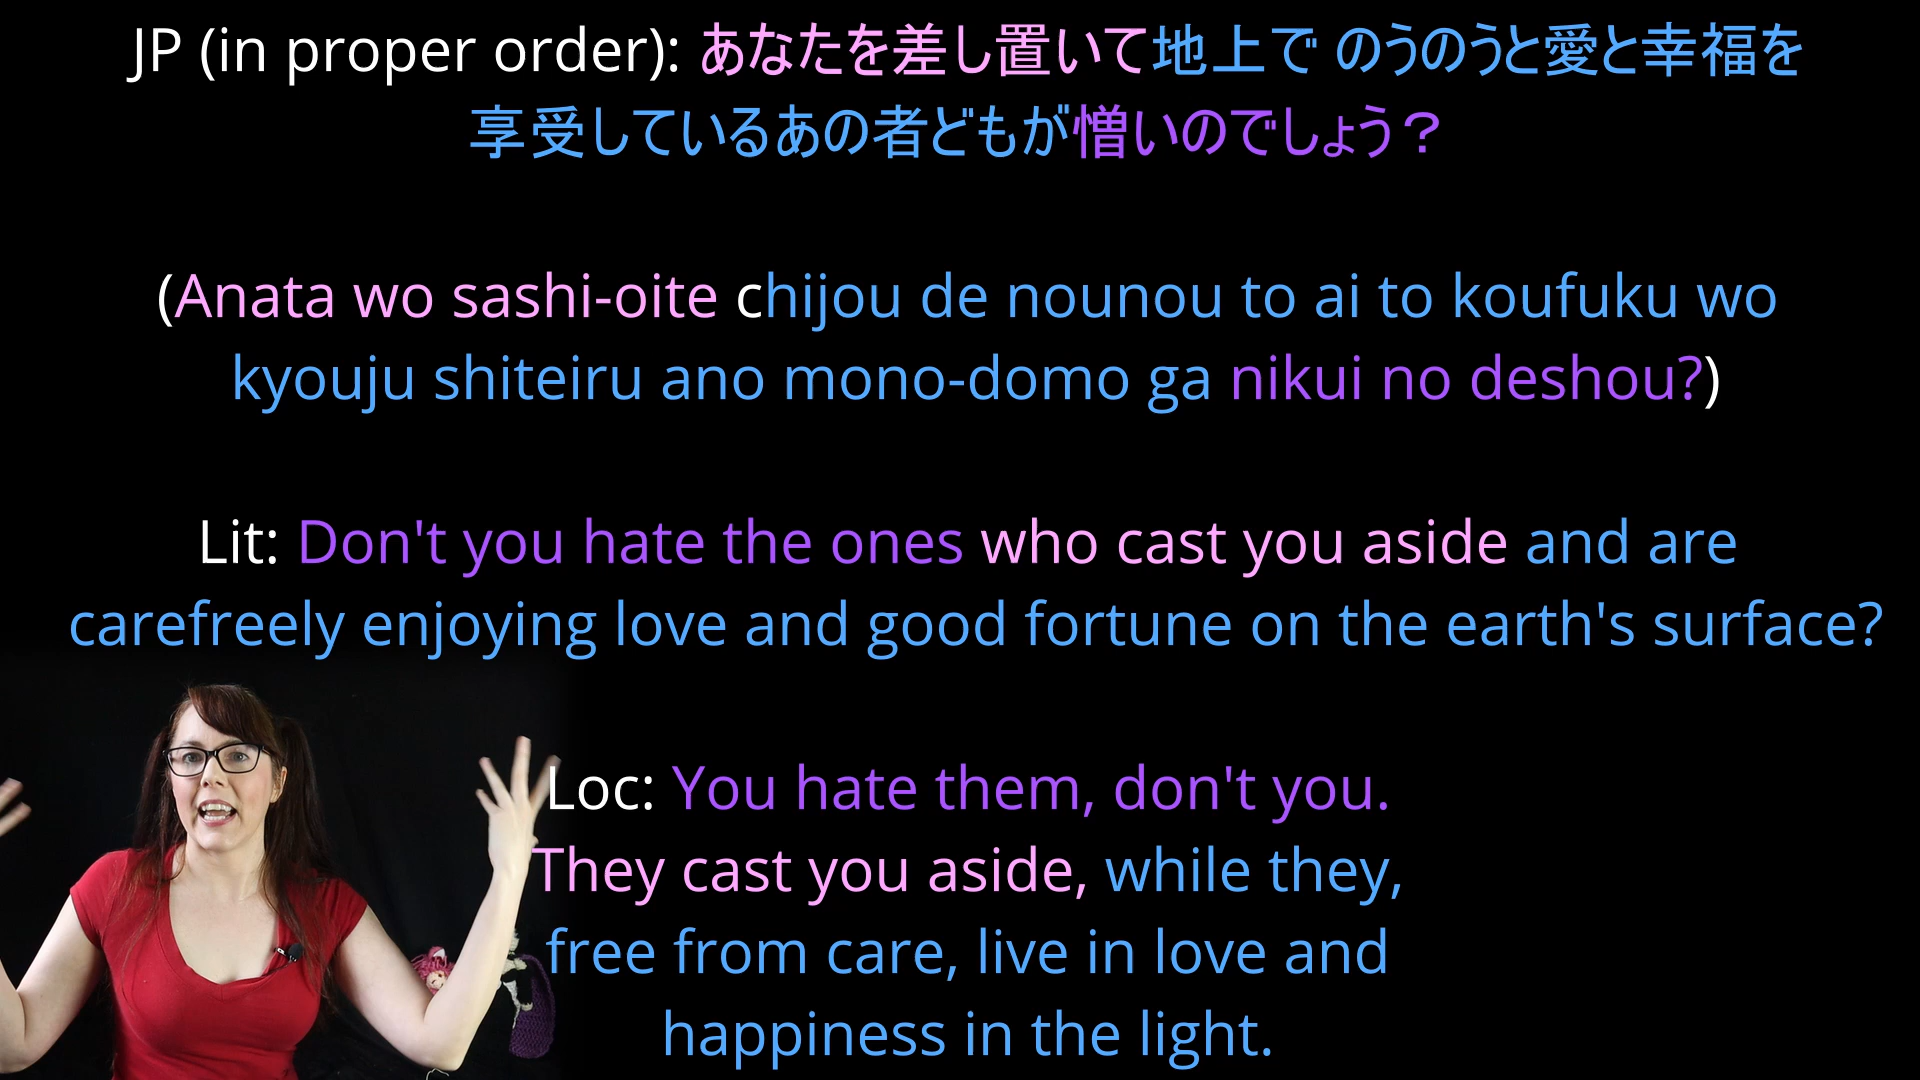 JP (in proper order): あなたを差し置いて地上で のうのうと愛と幸福を
享受しているあの者どもが憎いのでしょう？
(Anata wo sashi-oite chijou de nounou to ai to koufuku wo
kyouju shiteiru ano mono-domo ga nikui no deshou?)
Lit: Don't you hate the ones who cast you aside and are
carefreely enjoying love and good fortune on the earth's surface?
Loc: You hate them, don't you.
They cast you aside, while they,
free from care, live in love and
happiness in the light.